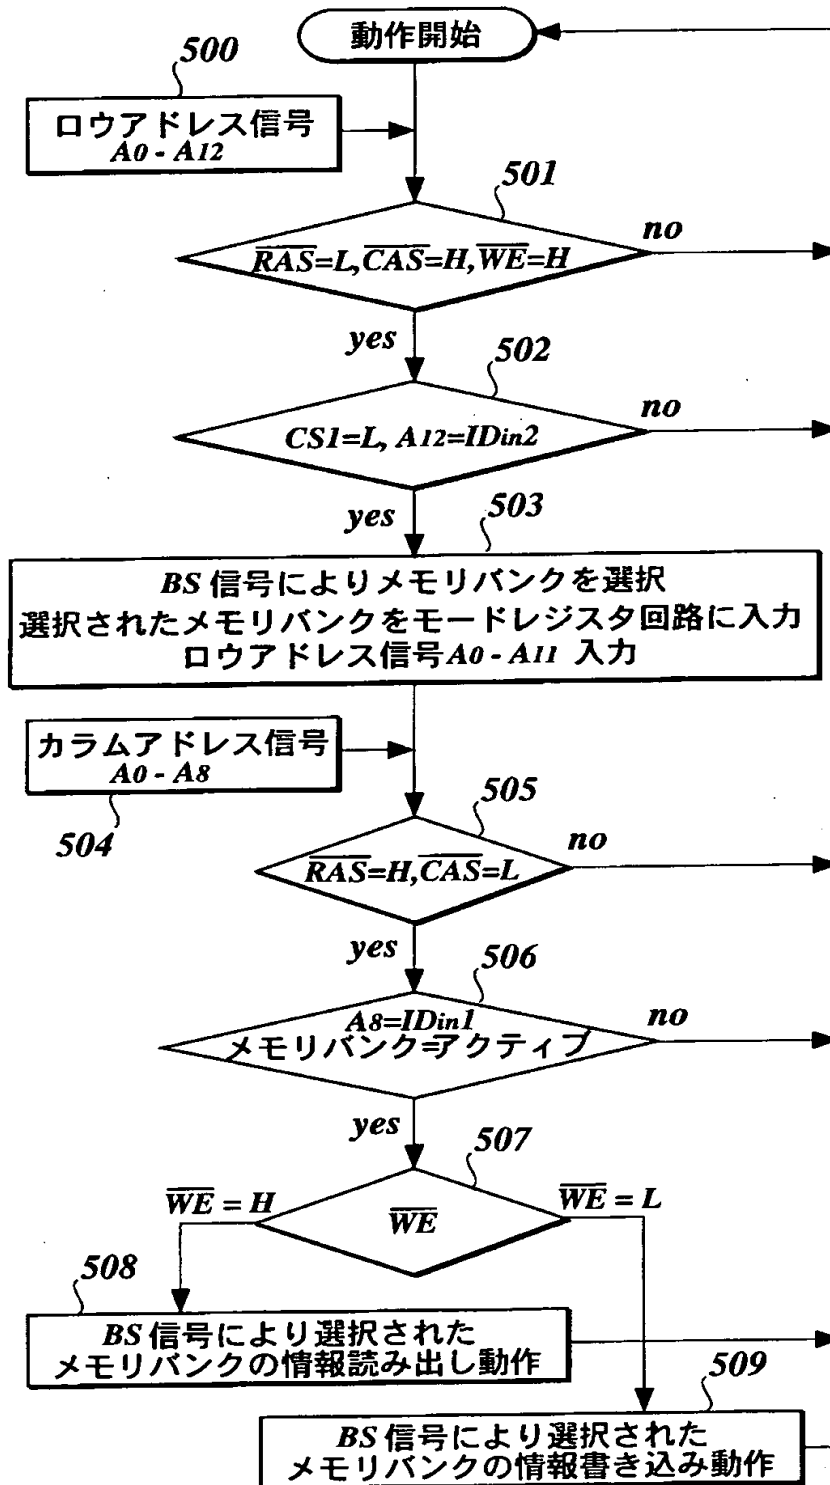 動作開始
500
ロウアドレス信号
A0 - A12
501
RAS=L,CAS=H,WE=H
no
yes
502
CS1=L, A12=IDin2
no
yes
503
BS 信号によりメモリバンクを選択
選択されたメモリバンクをモードレジスタ回路に入力
ロウアドレス信号A0 - A11 入力
カラムアドレス信号
A0 - A8
504
505
RAS=H,CAS=L
no
yes
506
A8=IDin1
メモリバンク=アクティブ
no
yes
507
WE = H
WE
WE = L
508
BS 信号により選択された
メモリバンクの情報読み出し動作
509
BS 信号により選択された
メモリバンクの情報書き込み動作